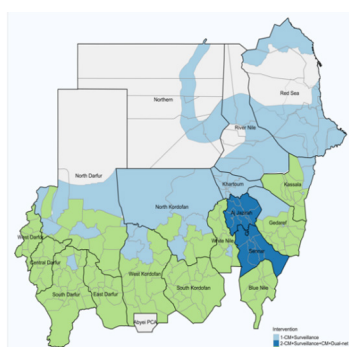 Northern
Red Sea
River Nile
North Darfur
Khartoum
Kassala
North Kordofan
Gedaref
White Nile
Sennar
West Darfur
Central Darfur
West Kordofan
South Kordofan
South Darfur
East Darfur
Blue Nile
Abyei PCA
Intervention
1-CM+Surveillance
2-CM+Surveillance+CM+Dual-net